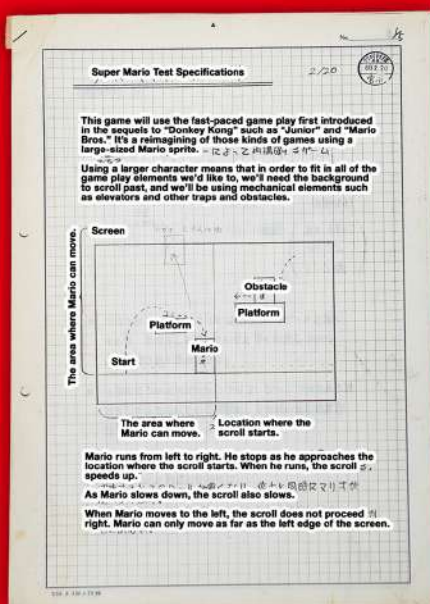 No. 1/5
Super Mario Test Specifications
2/20
This game will use the fast-paced game play first introduced
in the sequels to "Donkey Kong" such as "Junior" and "Mario
Bros." It's a reimagining of those kinds of games using a
large-sized Mario sprite.
Using a larger character means that in order to fit in all of the
game play elements we'd like to, we'll need the background
to scroll past, and we'll be using mechanical elements such
as elevators and other traps and obstacles.
The area where Mario can move.
Screen
Obstacle
Platform
Platform
Mario
Start
The area where
Mario can move.
Location where the
scroll starts.
Mario runs from left to right. He stops as he approaches the
location where the scroll starts. When he runs, the scroll
speeds up.
As Mario slows down, the scroll also slows.
When Mario moves to the left, the scroll does not proceed
right. Mario can only move as far as the left edge of the screen.